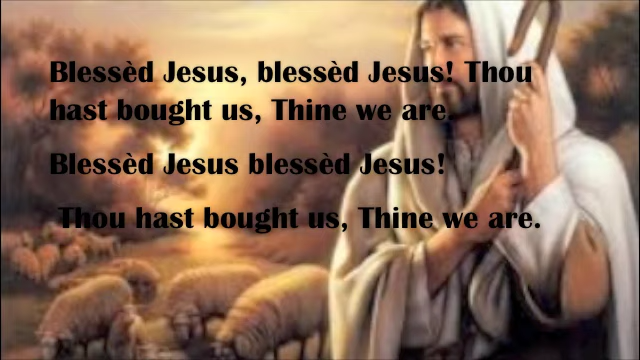 Blessèd Jesus, blessèd Jesus! Thou
hast bought us, Thine we are.
Blessèd Jesus blessèd Jesus!
Thou hast bought us, Thine we are.